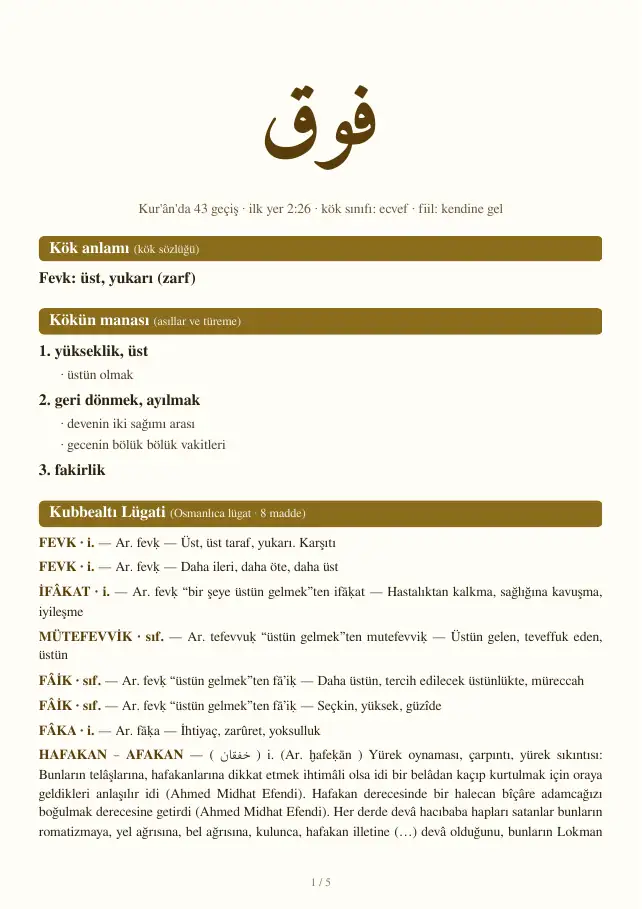 فوق
Kur'ân'da 43 geçiş · ilk yer 2:26 · kök sınıfı: ecvef · fiil: kendine gel
Kök anlamı (kök sözlüğü)
Fevk: üst, yukarı (zarf)
Kökün manası (asıllar ve türeme)
1. yükseklik, üst
· üstün olmak
2. geri dönmek, ayılmak
· devenin iki sağımı arası
· gecenin bölük bölük vakitleri
3. fakirlik
Kubbealtı Lügati (Osmanlıca lügat · 8 madde)
FEVK · i. — Ar. fevḳ — Üst, üst taraf, yukarı. Karşıtı
FEVK · i. — Ar. fevḳ — Daha ileri, daha öte, daha üst
İFÂKAT · i. — Ar. fevḳ “bir şeye üstün gelmek”ten ifāḳat — Hastalıktan kalkma, sağlığına kavuşma,
iyileşme
MÜTEFEVVİK · sıf. — Ar. tefevvuḳ “üstün gelmek”ten mutefevviḳ — Üstün gelen, teveffuk eden,
üstün
FÂİK · sıf. — Ar. fevḳ “üstün gelmek”ten fā’iḳ — Daha üstün, tercih edilecek üstünlükte, müreccah
FÂİK · sıf. — Ar. fevḳ “üstün gelmek”ten fā’iḳ — Seçkin, yüksek, güzîde
FÂKA · i. — Ar. fāḳa — İhtiyaç, zarûret, yoksulluk
HAFAKAN – AFAKAN — ( خفقان ) i. (Ar. ḫafeḳān ) Yürek oynaması, çarpıntı, yürek sıkıntısı:
Bunların telâşlarına, hafakanlarına dikkat etmek ihtimâli olsa idi bir belâdan kaçıp kurtulmak için oraya
geldikleri anlaşılır idi (Ahmed Midhat Efendi). Hafakan derecesinde bir halecan bîçâre adamcağızı
boğulmak derecesine getirdi (Ahmed Midhat Efendi). Her derde devâ hacıbaba hapları satanlar bunların
romatizmaya, yel ağrısına, bel ağrısına, kulunca, hafakan illetine (…) devâ olduğunu, bunların Lokman
1 / 5